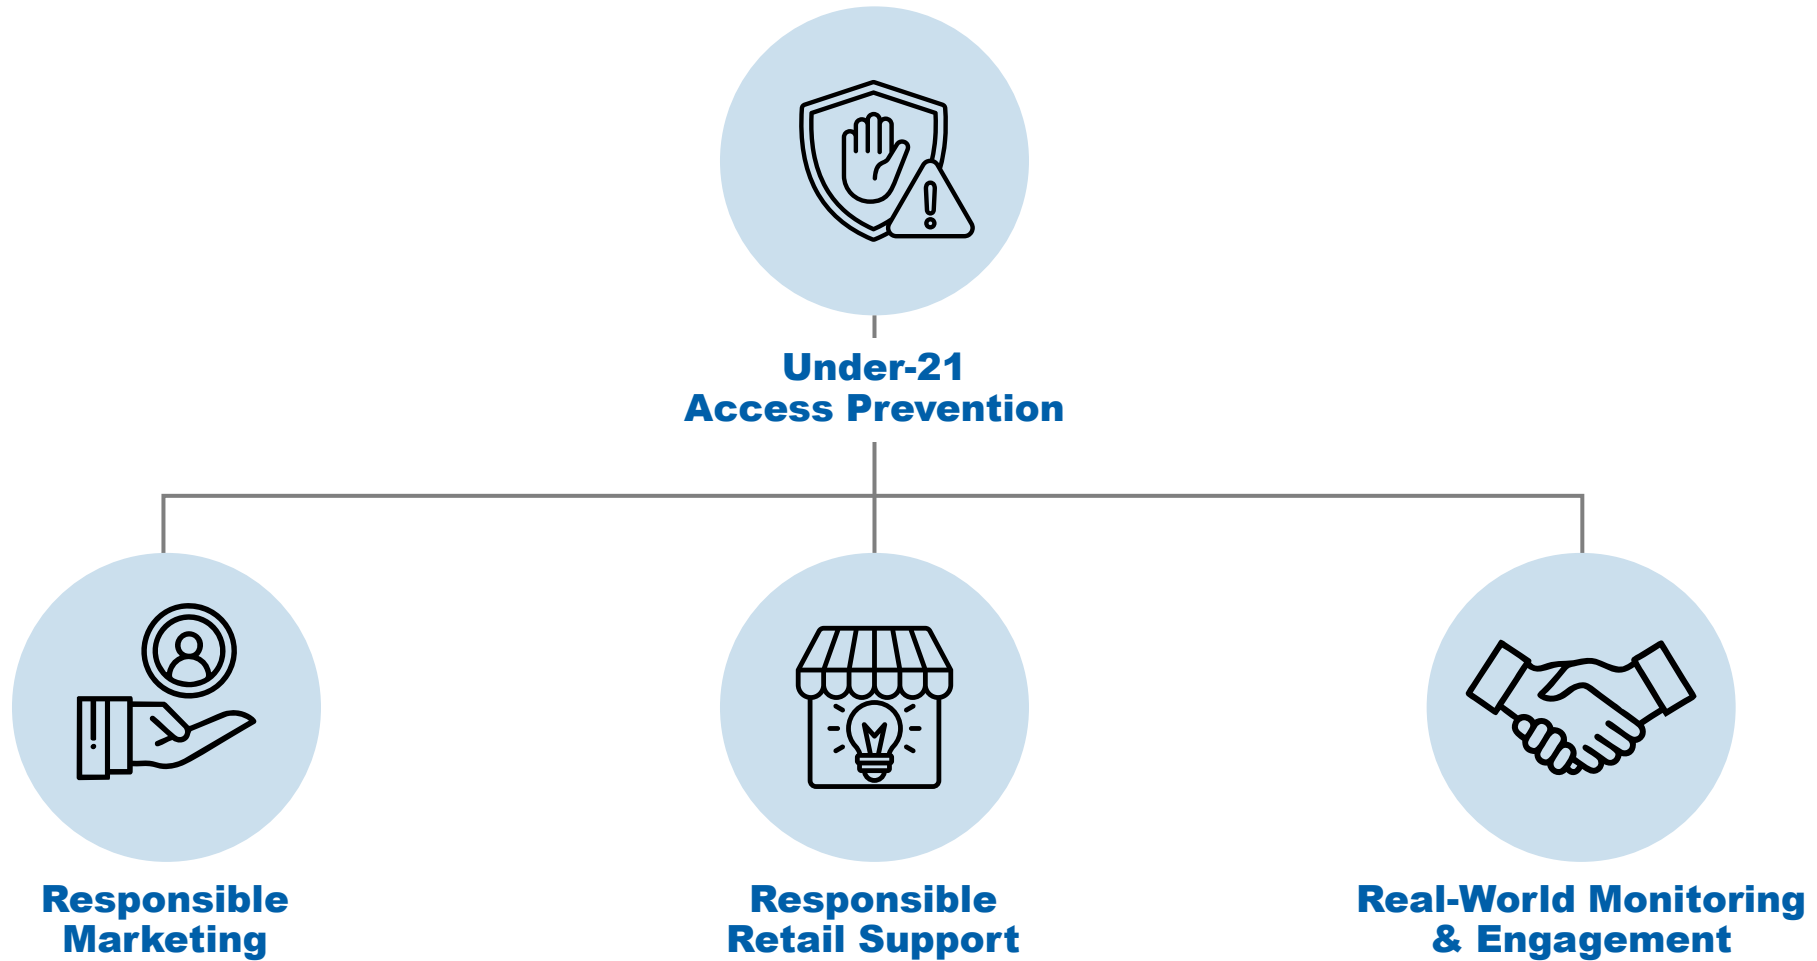 Under-21
Access Prevention
Responsible
Marketing
Responsible
Retail Support
Real-World Monitoring
& Engagement